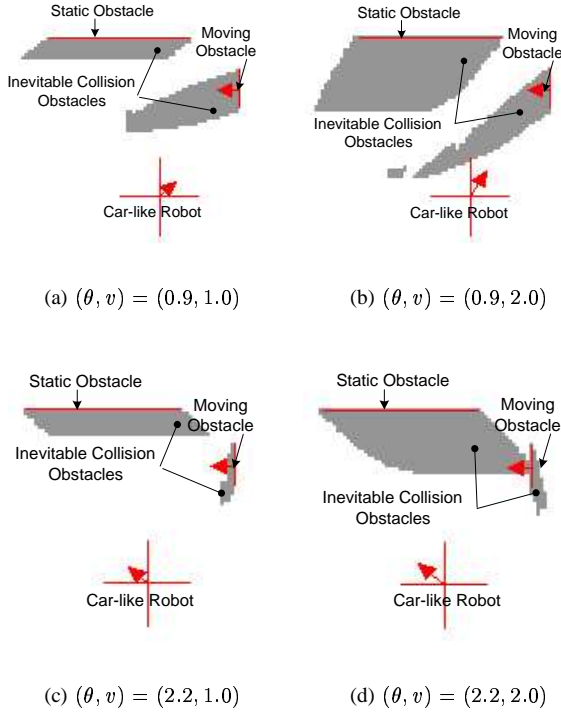 Static Obstacle
Moving
Obstacle
Inevitable Collision
Obstacles
Car-like Robot
(a) (θ, v) = (0.9, 1.0)
Static Obstacle
Moving
Obstacle
Inevitable Collision
Obstacles
Car-like Robot
(b) (θ, v) = (0.9, 2.0)
Static Obstacle
Moving
Obstacle
Inevitable Collision
Obstacles
Car-like Robot
(c) (θ, v) = (2.2, 1.0)
Static Obstacle
Moving
Obstacle
Inevitable Collision
Obstacles
Car-like Robot
(d) (θ, v) = (2.2, 2.0)